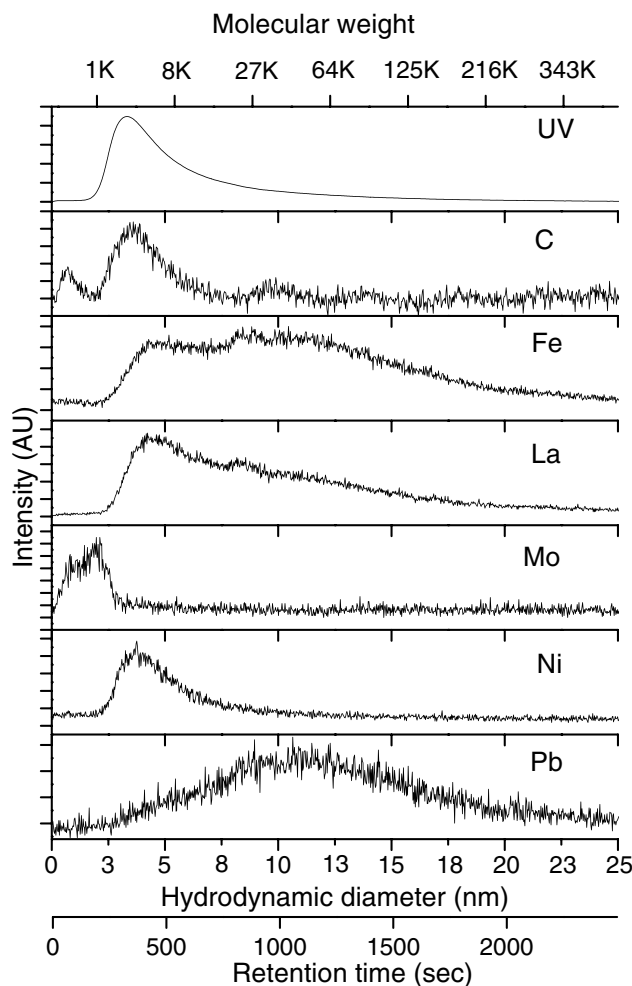 Molecular weight
1K 8K 27K 64K 125K 216K 343K
UV
C
Fe
La
Mo
Ni
Pb
Intensity (AU)
0 3 5 8 10 13 15 18 20 23 25
Hydrodynamic diameter (nm)
0 500 1000 1500 2000
Retention time (sec)